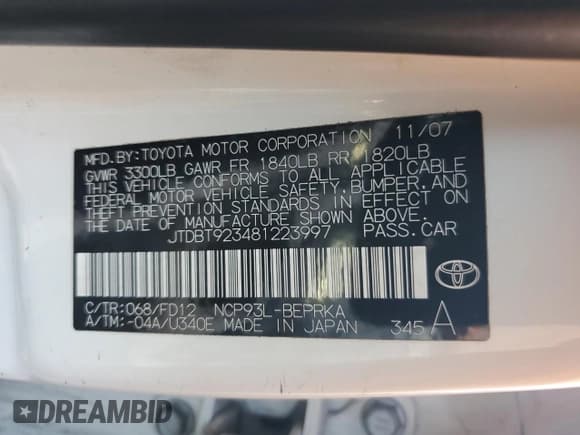 MFD.BY:TOYOTA MOTOR CORPORATION 11/07
GVWR 3300LB GAWR FR 1840LB RR 1820LB
THIS VEHICLE CONFORMS TO ALL APPLICABLE
FEDERAL MOTOR VEHICLE SAFETY, BUMPER, AND
THEFT PREVENTION STANDARDS IN EFFECT ON
THE DATE OF MANUFACTURE SHOWN ABOVE.
JTDBT923481223997 PASS.CAR
C/TR:068/FD12 NCP93L-BEPRKA
A/TM:-04A/U340E MADE IN JAPAN 345 A
DREAMBID